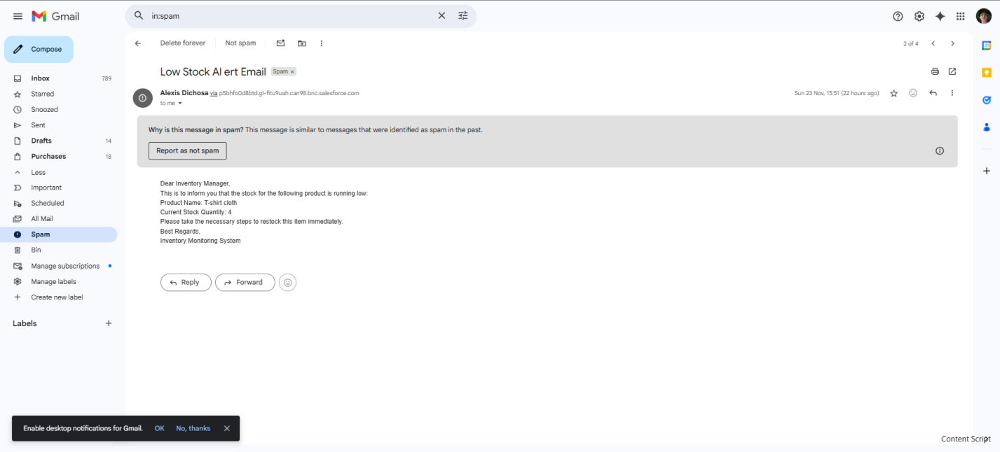 Gmail
in:spam
Compose
Inbox 789
Starred
Snoozed
Sent
Drafts 14
Purchases 18
Less
Important
Scheduled
All Mail
Spam
Bin
Manage subscriptions
Manage labels
Create new label
Labels
Delete forever Not spam 2 of 4
Low Stock Al ert Email Spam ×
Alexis Dichosa via p5bhfo0d8btd.gl-fitu9uah.can98.bnc.salesforce.com Sun 23 Nov, 15:51 (22 hours ago)
to me
Why is this message in spam? This message is similar to messages that were identified as spam in the past.
Report as not spam
Dear Inventory Manager,
This is to inform you that the stock for the following product is running low:
Product Name: T-shirt cloth
Current Stock Quantity: 4
Please take the necessary steps to restock this item immediately.
Best Regards,
Inventory Monitoring System
Reply Forward
Enable desktop notifications for Gmail. OK No, thanks
Content Script